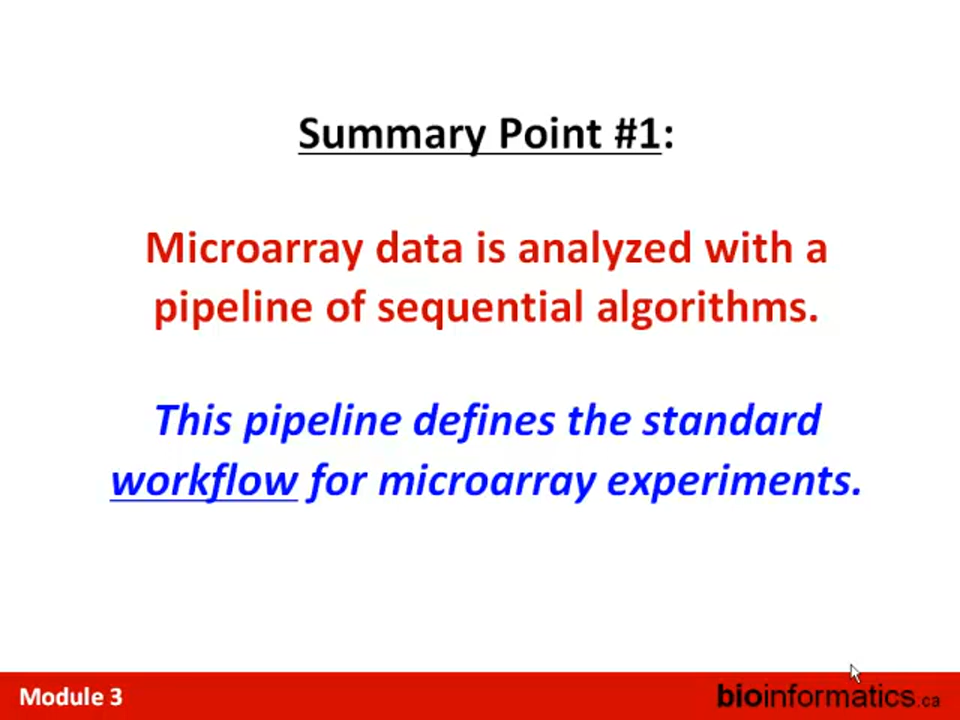 Summary Point #1:
Microarray data is analyzed with a
pipeline of sequential algorithms.
This pipeline defines the standard
workflow for microarray experiments.
Module 3
bioinformatics.ca